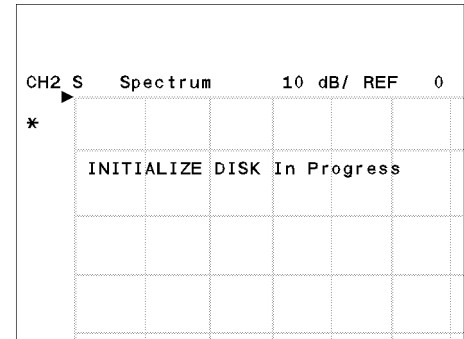 CH2 S Spectrum 10 dB/ REF 0
*
INITIALIZE DISK In Progress